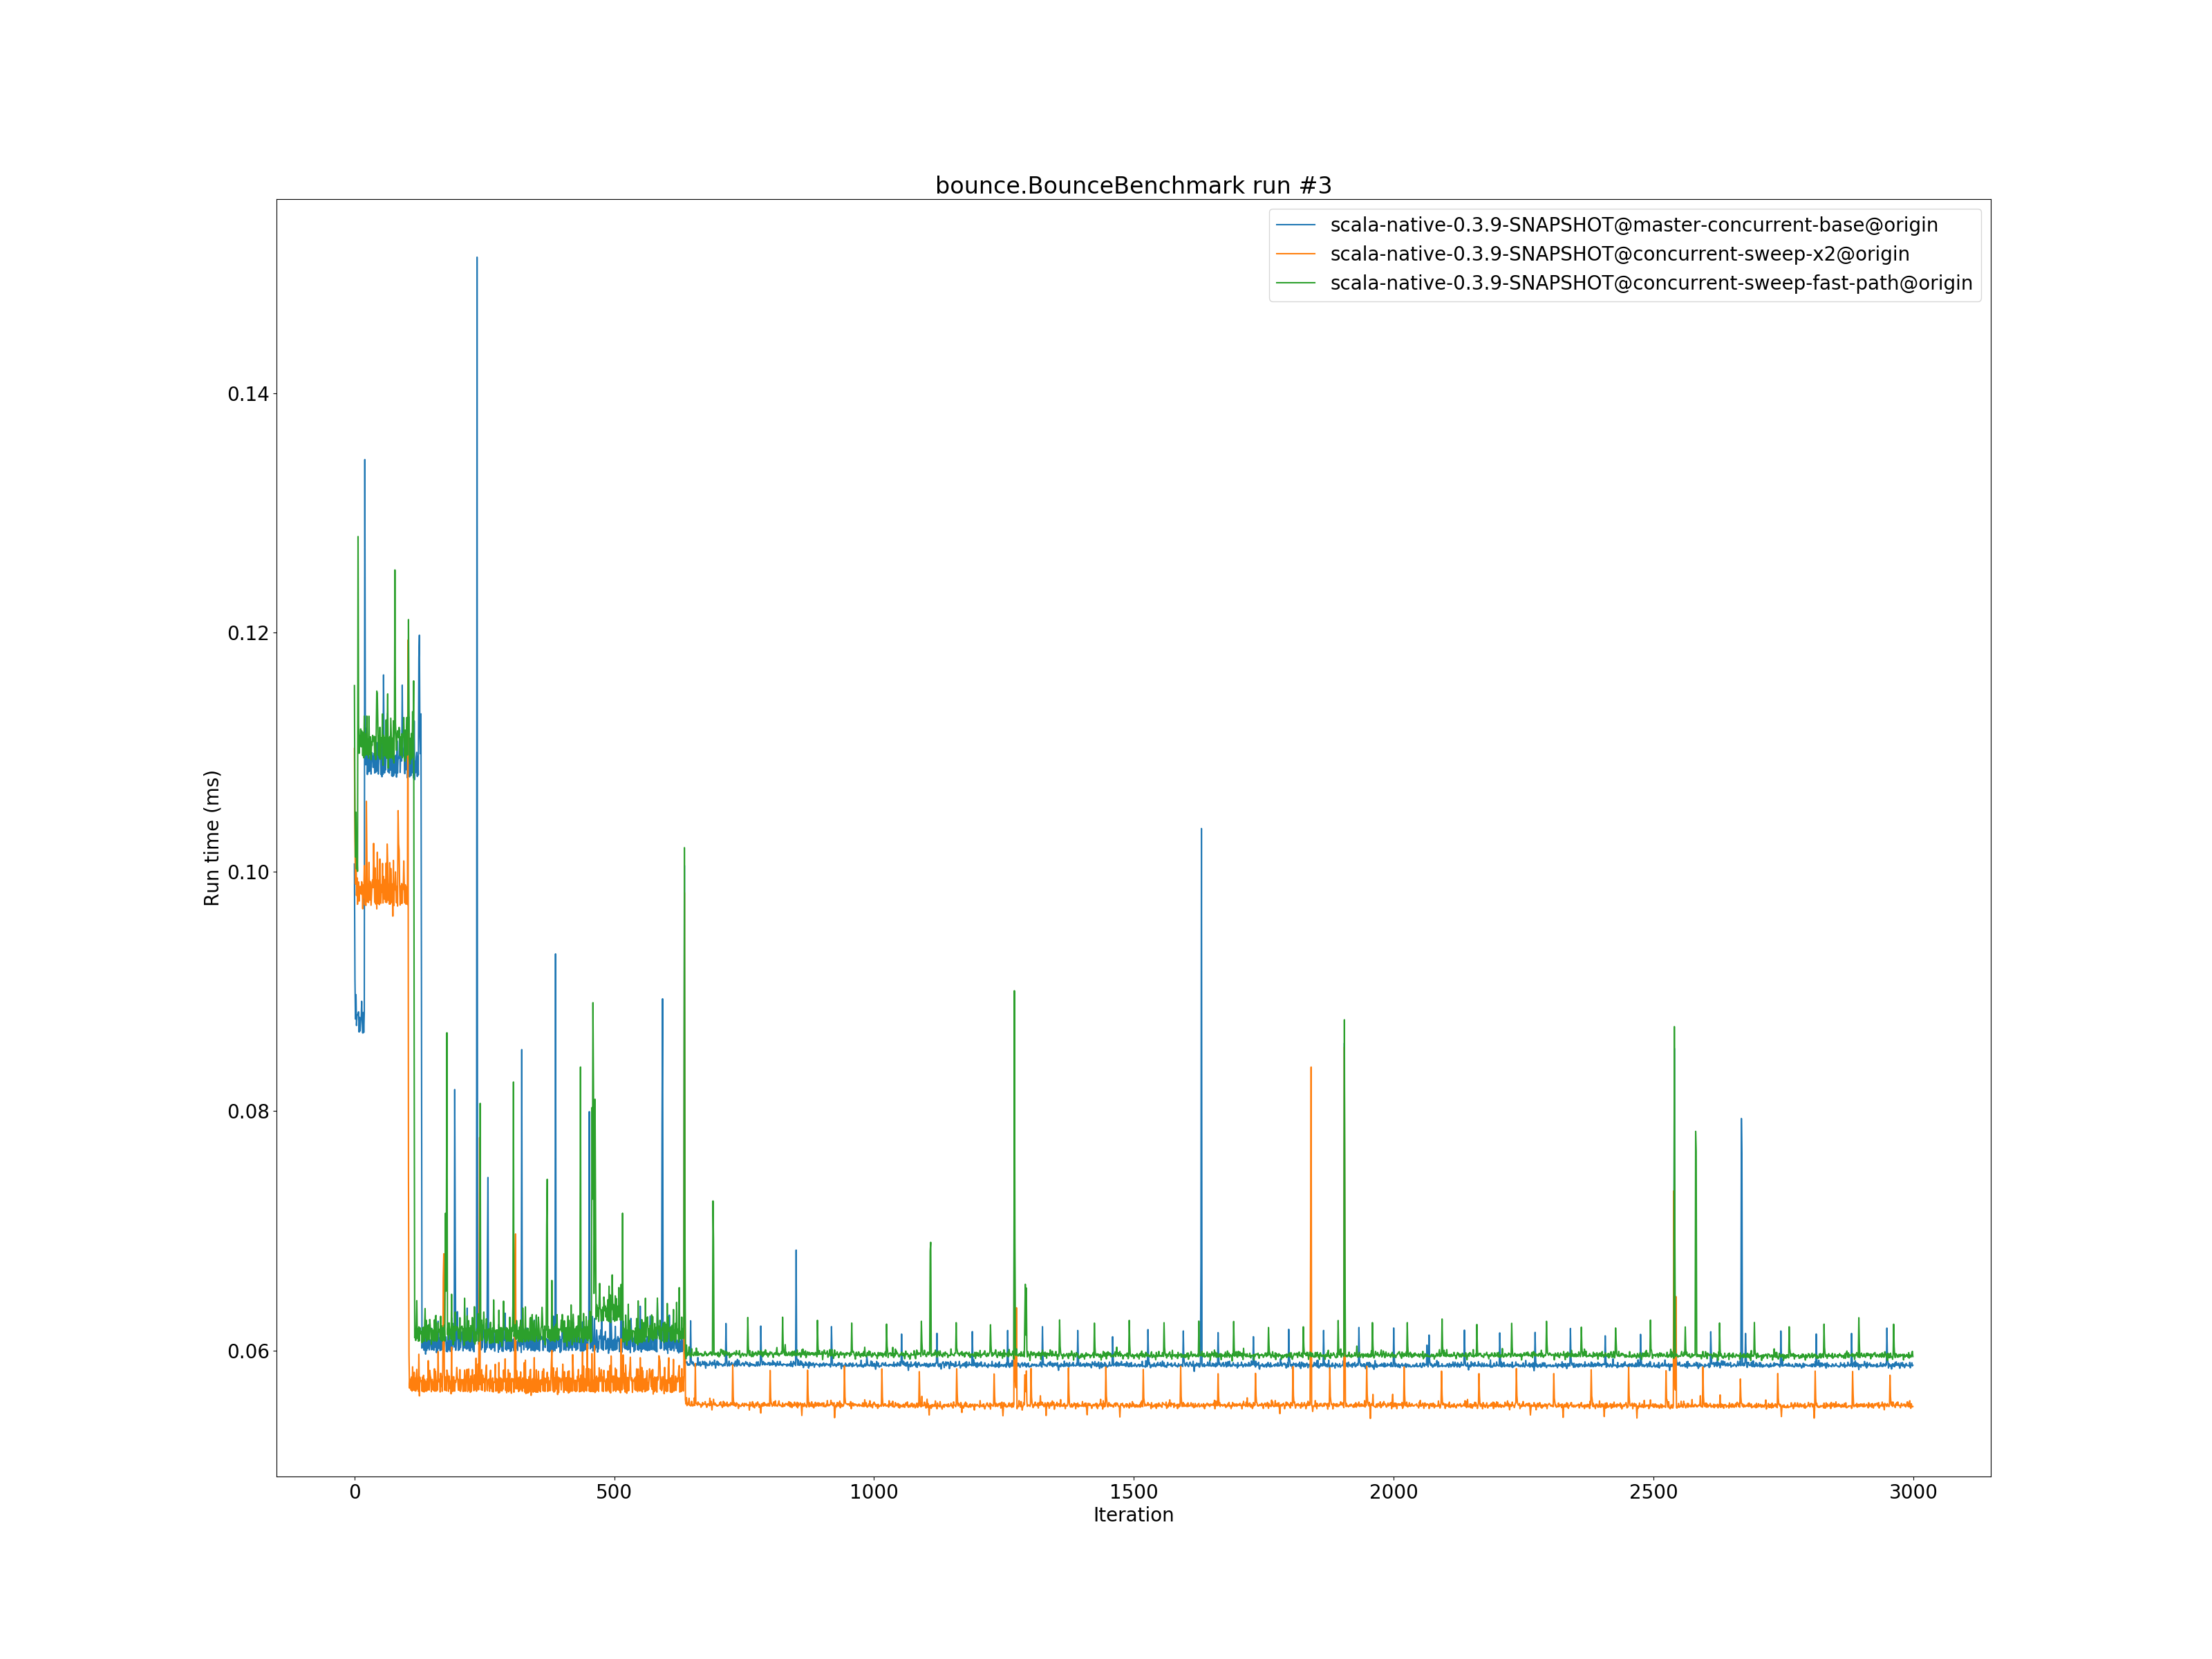 bounce.BounceBenchmark run #3
scala-native-0.3.9-SNAPSHOT@master-concurrent-base@origin
scala-native-0.3.9-SNAPSHOT@concurrent-sweep-x2@origin
scala-native-0.3.9-SNAPSHOT@concurrent-sweep-fast-path@origin
Run time (ms)
0.14
0.12
0.10
0.08
0.06
0
500
1000
1500
2000
2500
3000
Iteration